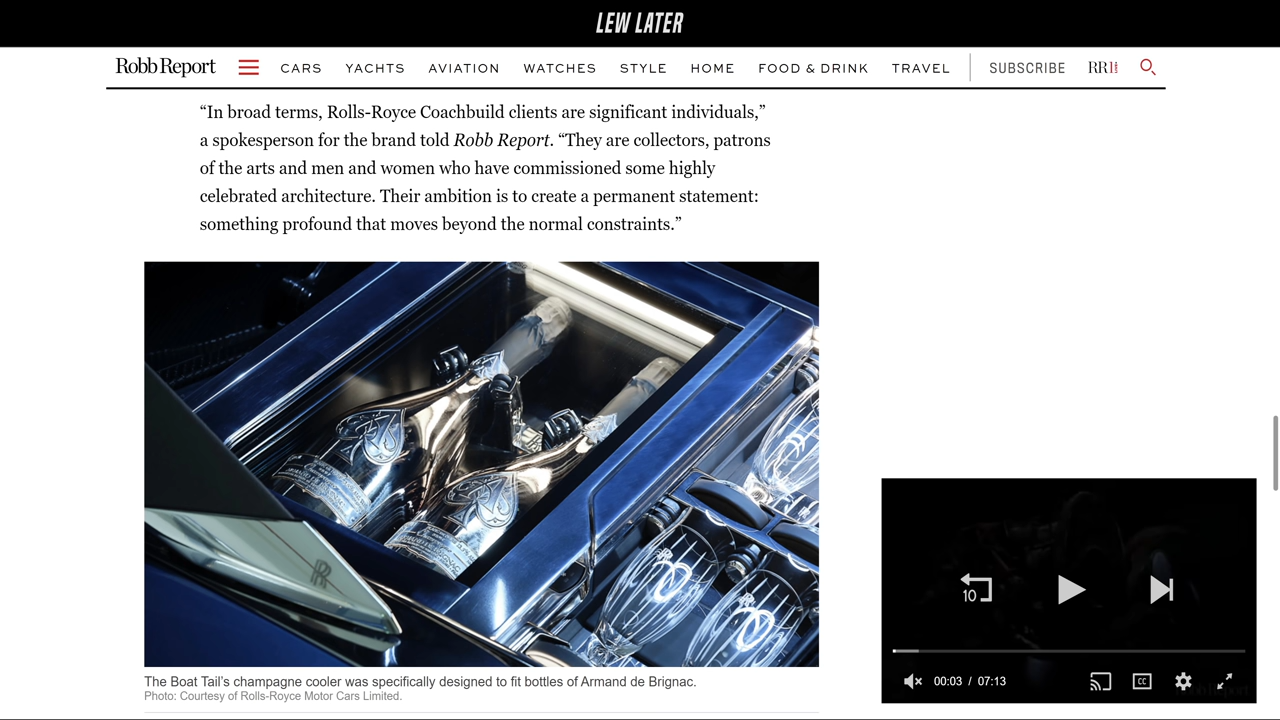 LEW LATER
Robb Report CARS YACHTS AVIATION WATCHES STYLE HOME FOOD & DRINK TRAVEL SUBSCRIBE RR1
“In broad terms, Rolls-Royce Coachbuild clients are significant individuals,”
a spokesperson for the brand told Robb Report. “They are collectors, patrons
of the arts and men and women who have commissioned some highly
celebrated architecture. Their ambition is to create a permanent statement:
something profound that moves beyond the normal constraints.”
10
00:03 / 07:13 CC
The Boat Tail’s champagne cooler was specifically designed to fit bottles of Armand de Brignac.
Photo: Courtesy of Rolls-Royce Motor Cars Limited.